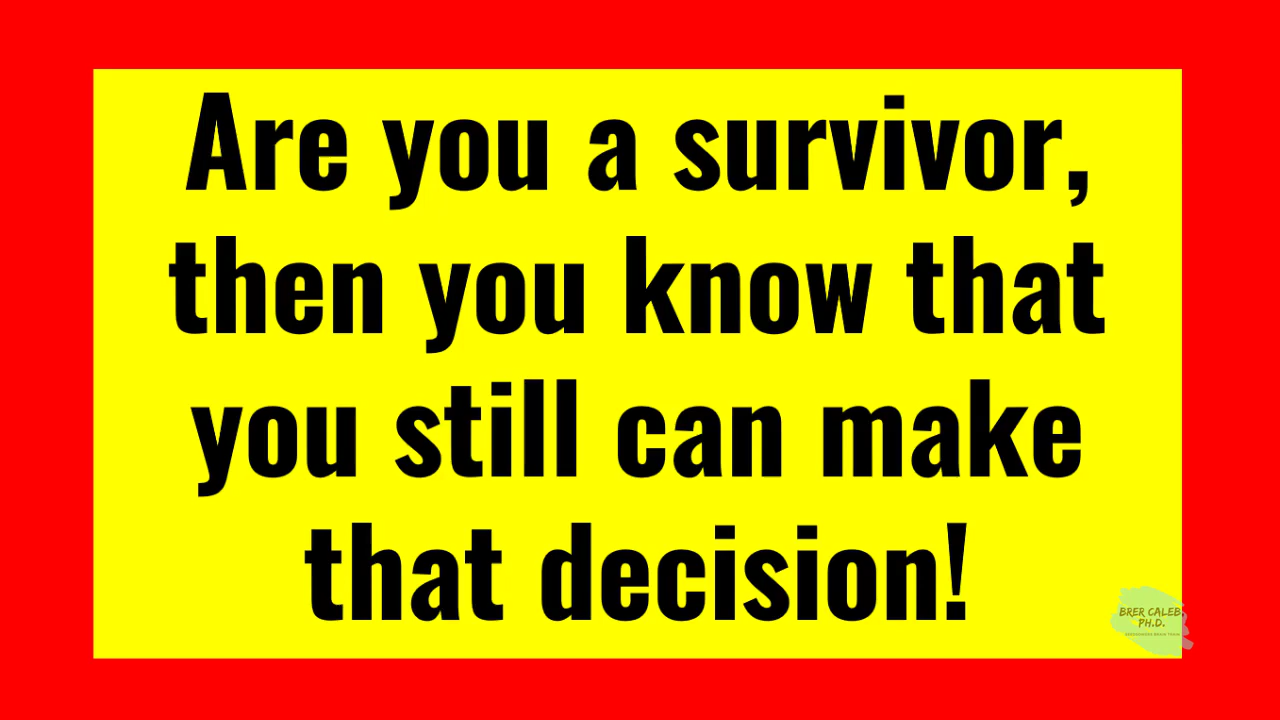 Are you a survivor,
then you know that
you still can make
that decision!
BRER CALEB
PH.D.